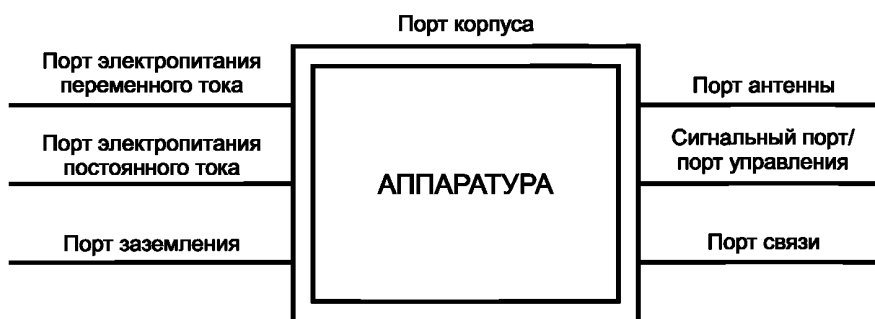 Порт корпуса
Порт электропитания
переменного тока
Порт электропитания
постоянного тока
Порт заземления
АППАРАТУРА
Порт антенны
Сигнальный порт/
порт управления
Порт связи